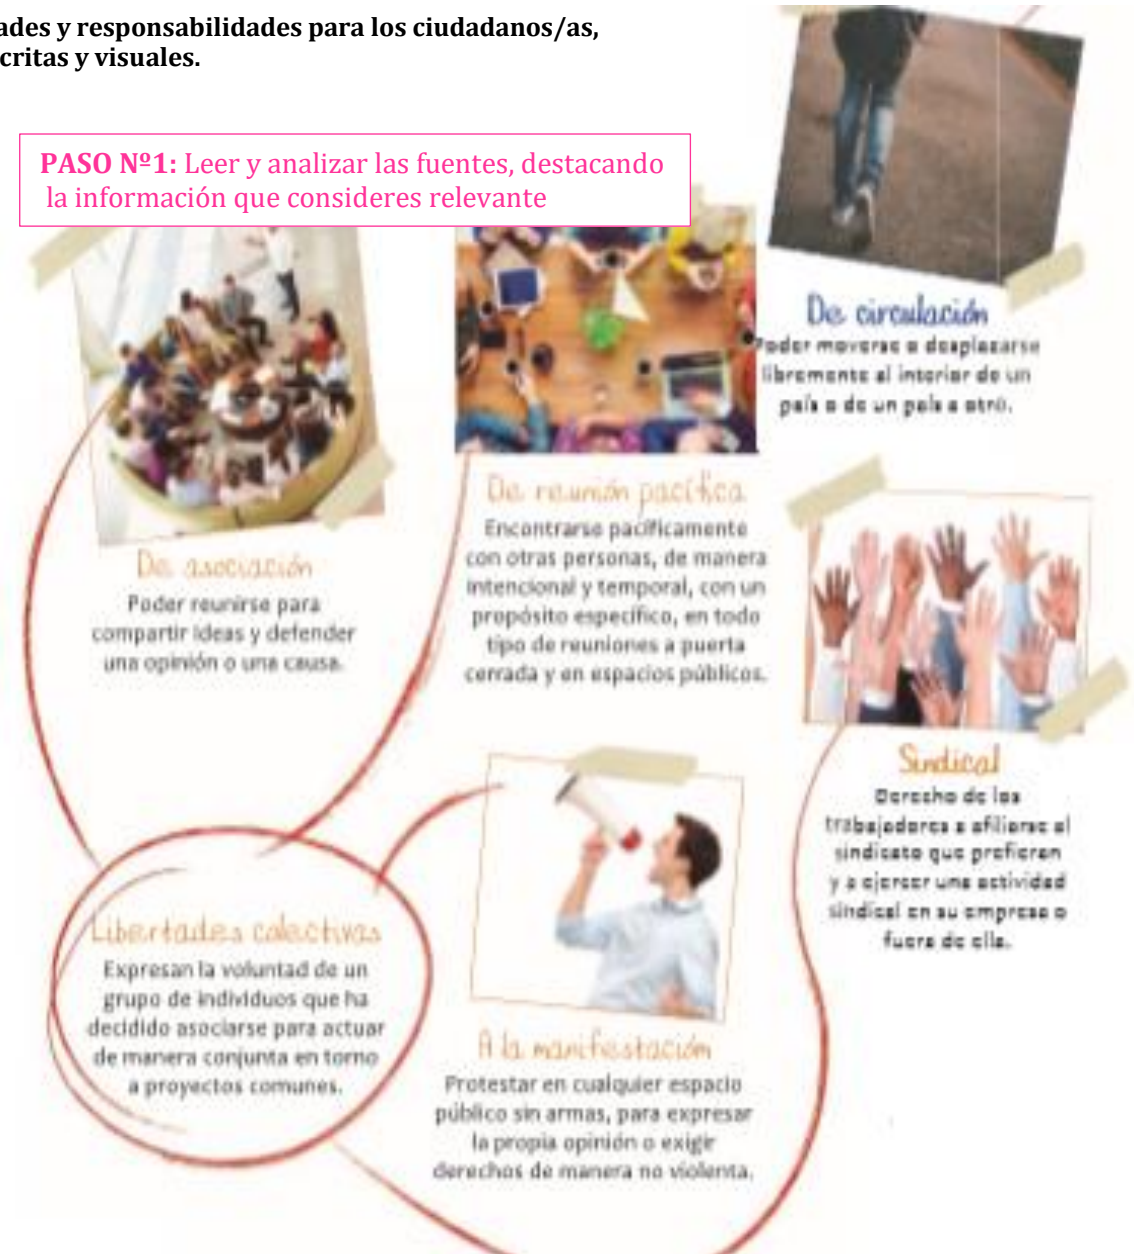 ades y responsabilidades para los ciudadanos/as,
critas y visuales.
PASO Nº1: Leer y analizar las fuentes, destacando
la información que consideres relevante
De circulación
Poder moverse o desplazarse
libremente al interior de un
país o de un país a otro.
De asociación
Poder reunirse para
compartir ideas y defender
una opinión o una causa.
De reunión pacífica
Encontrarse pacíficamente
con otras personas, de manera
intencional y temporal, con un
propósito específico, en todo
tipo de reuniones a puerta
cerrada y en espacios públicos.
Sindical
Derecho de los
trabajadores a afiliarse al
sindicato que prefieran
y a ejercer una actividad
sindical en su empresa o
fuera de ella.
Libertades colectivas
Expresan la voluntad de un
grupo de individuos que ha
decidido asociarse para actuar
de manera conjunta en torno
a proyectos comunes.
A la manifestación
Protestar en cualquier espacio
público sin armas, para expresar
la propia opinión o exigir
derechos de manera no violenta.